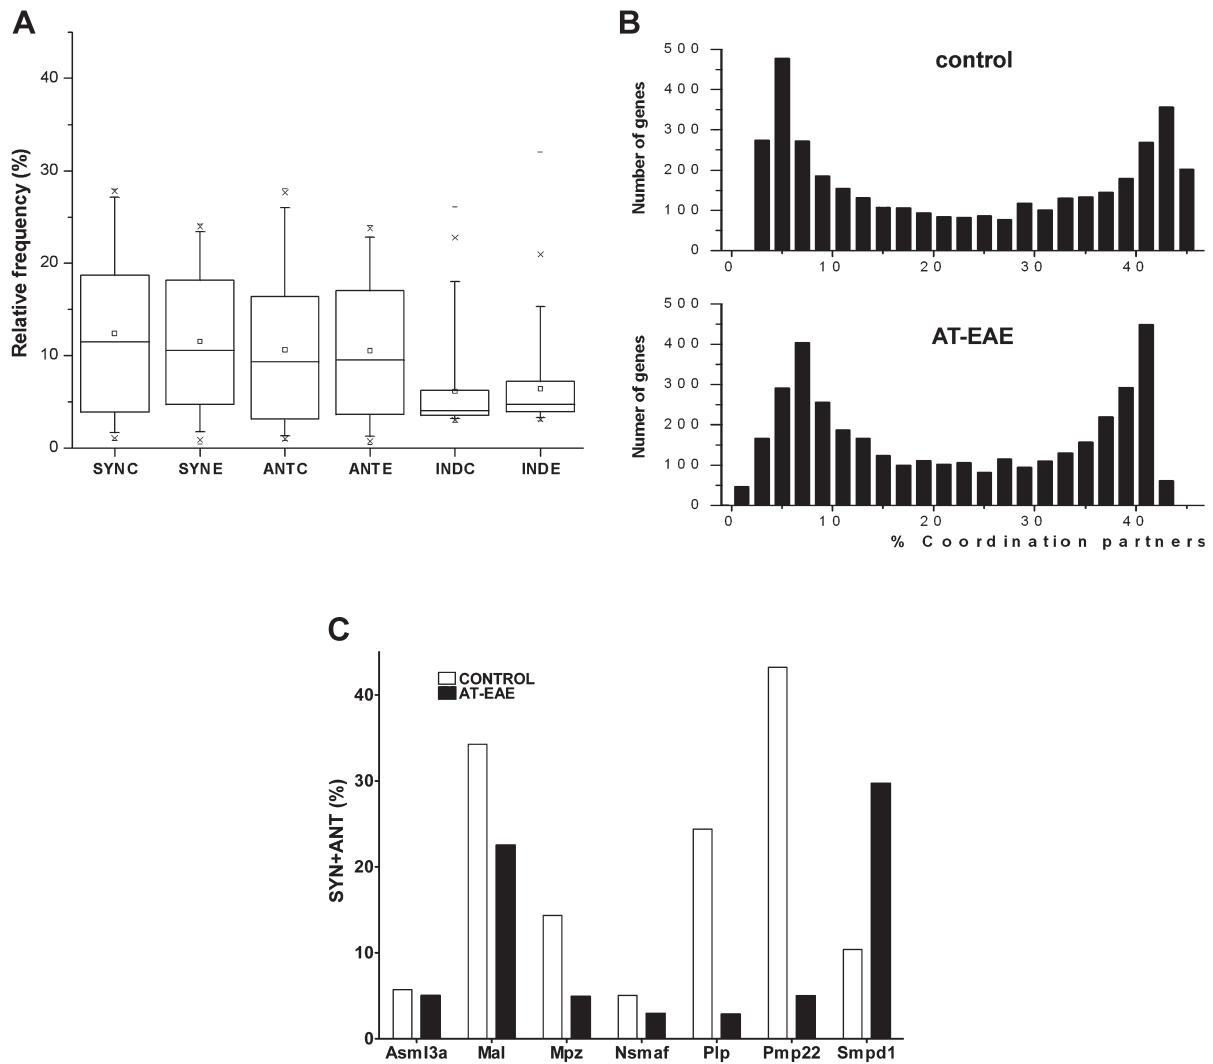 A
Relative frequency (%)
40
30
20
10
0
SYNC SYNE ANTC ANTE INDC INDE
B
control
Number of genes
500
400
300
200
100
0
0 10 20 30 40
AT-EAE
Numer of genes
500
400
300
200
100
0
0 10 20 30 40
% Coordination partners
C
CONTROL
AT-EAE
SYN+ANT (%)
40
30
20
10
0
Asml3a Mal Mpz Nsmaf Plp Pmp22 Smpd1